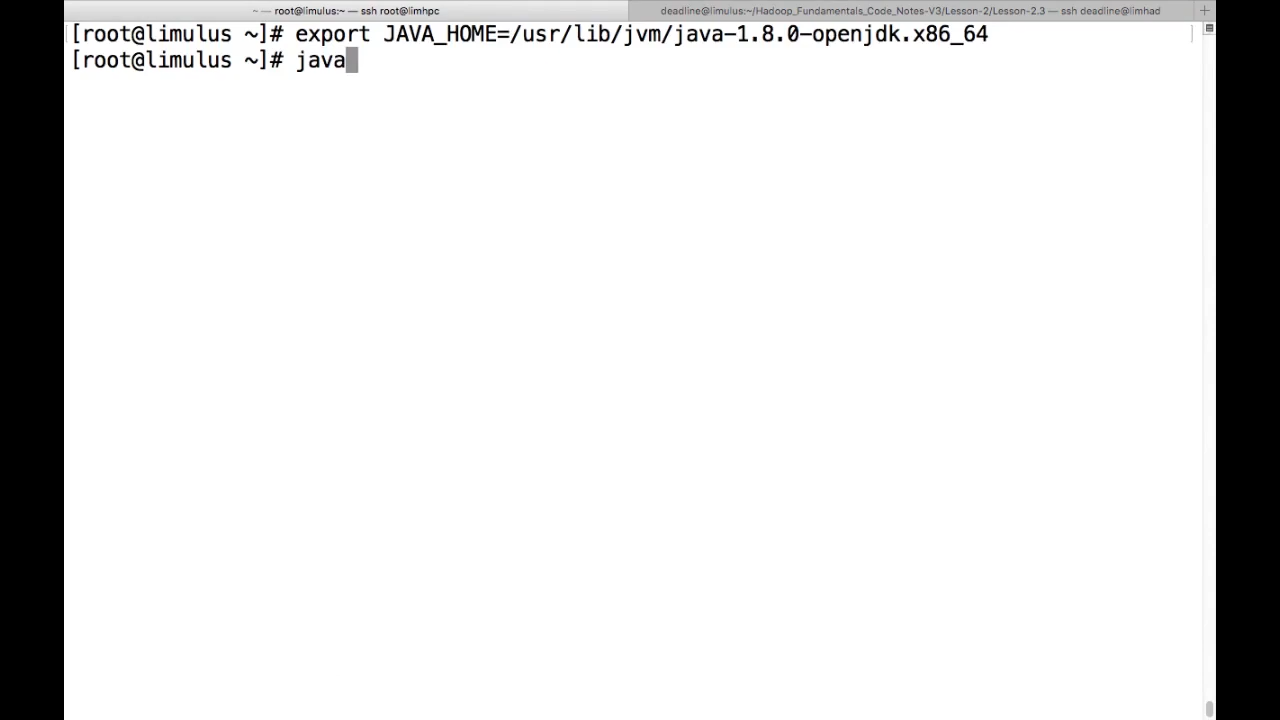 ~ — root@limulus:~ — ssh root@limhpc
deadline@limulus:~/Hadoop_Fundamentals_Code_Notes-V3/Lesson-2/Lesson-2.3 — ssh deadline@limhad
[root@limulus ~]# export JAVA_HOME=/usr/lib/jvm/java-1.8.0-openjdk.x86_64
[root@limulus ~]# java